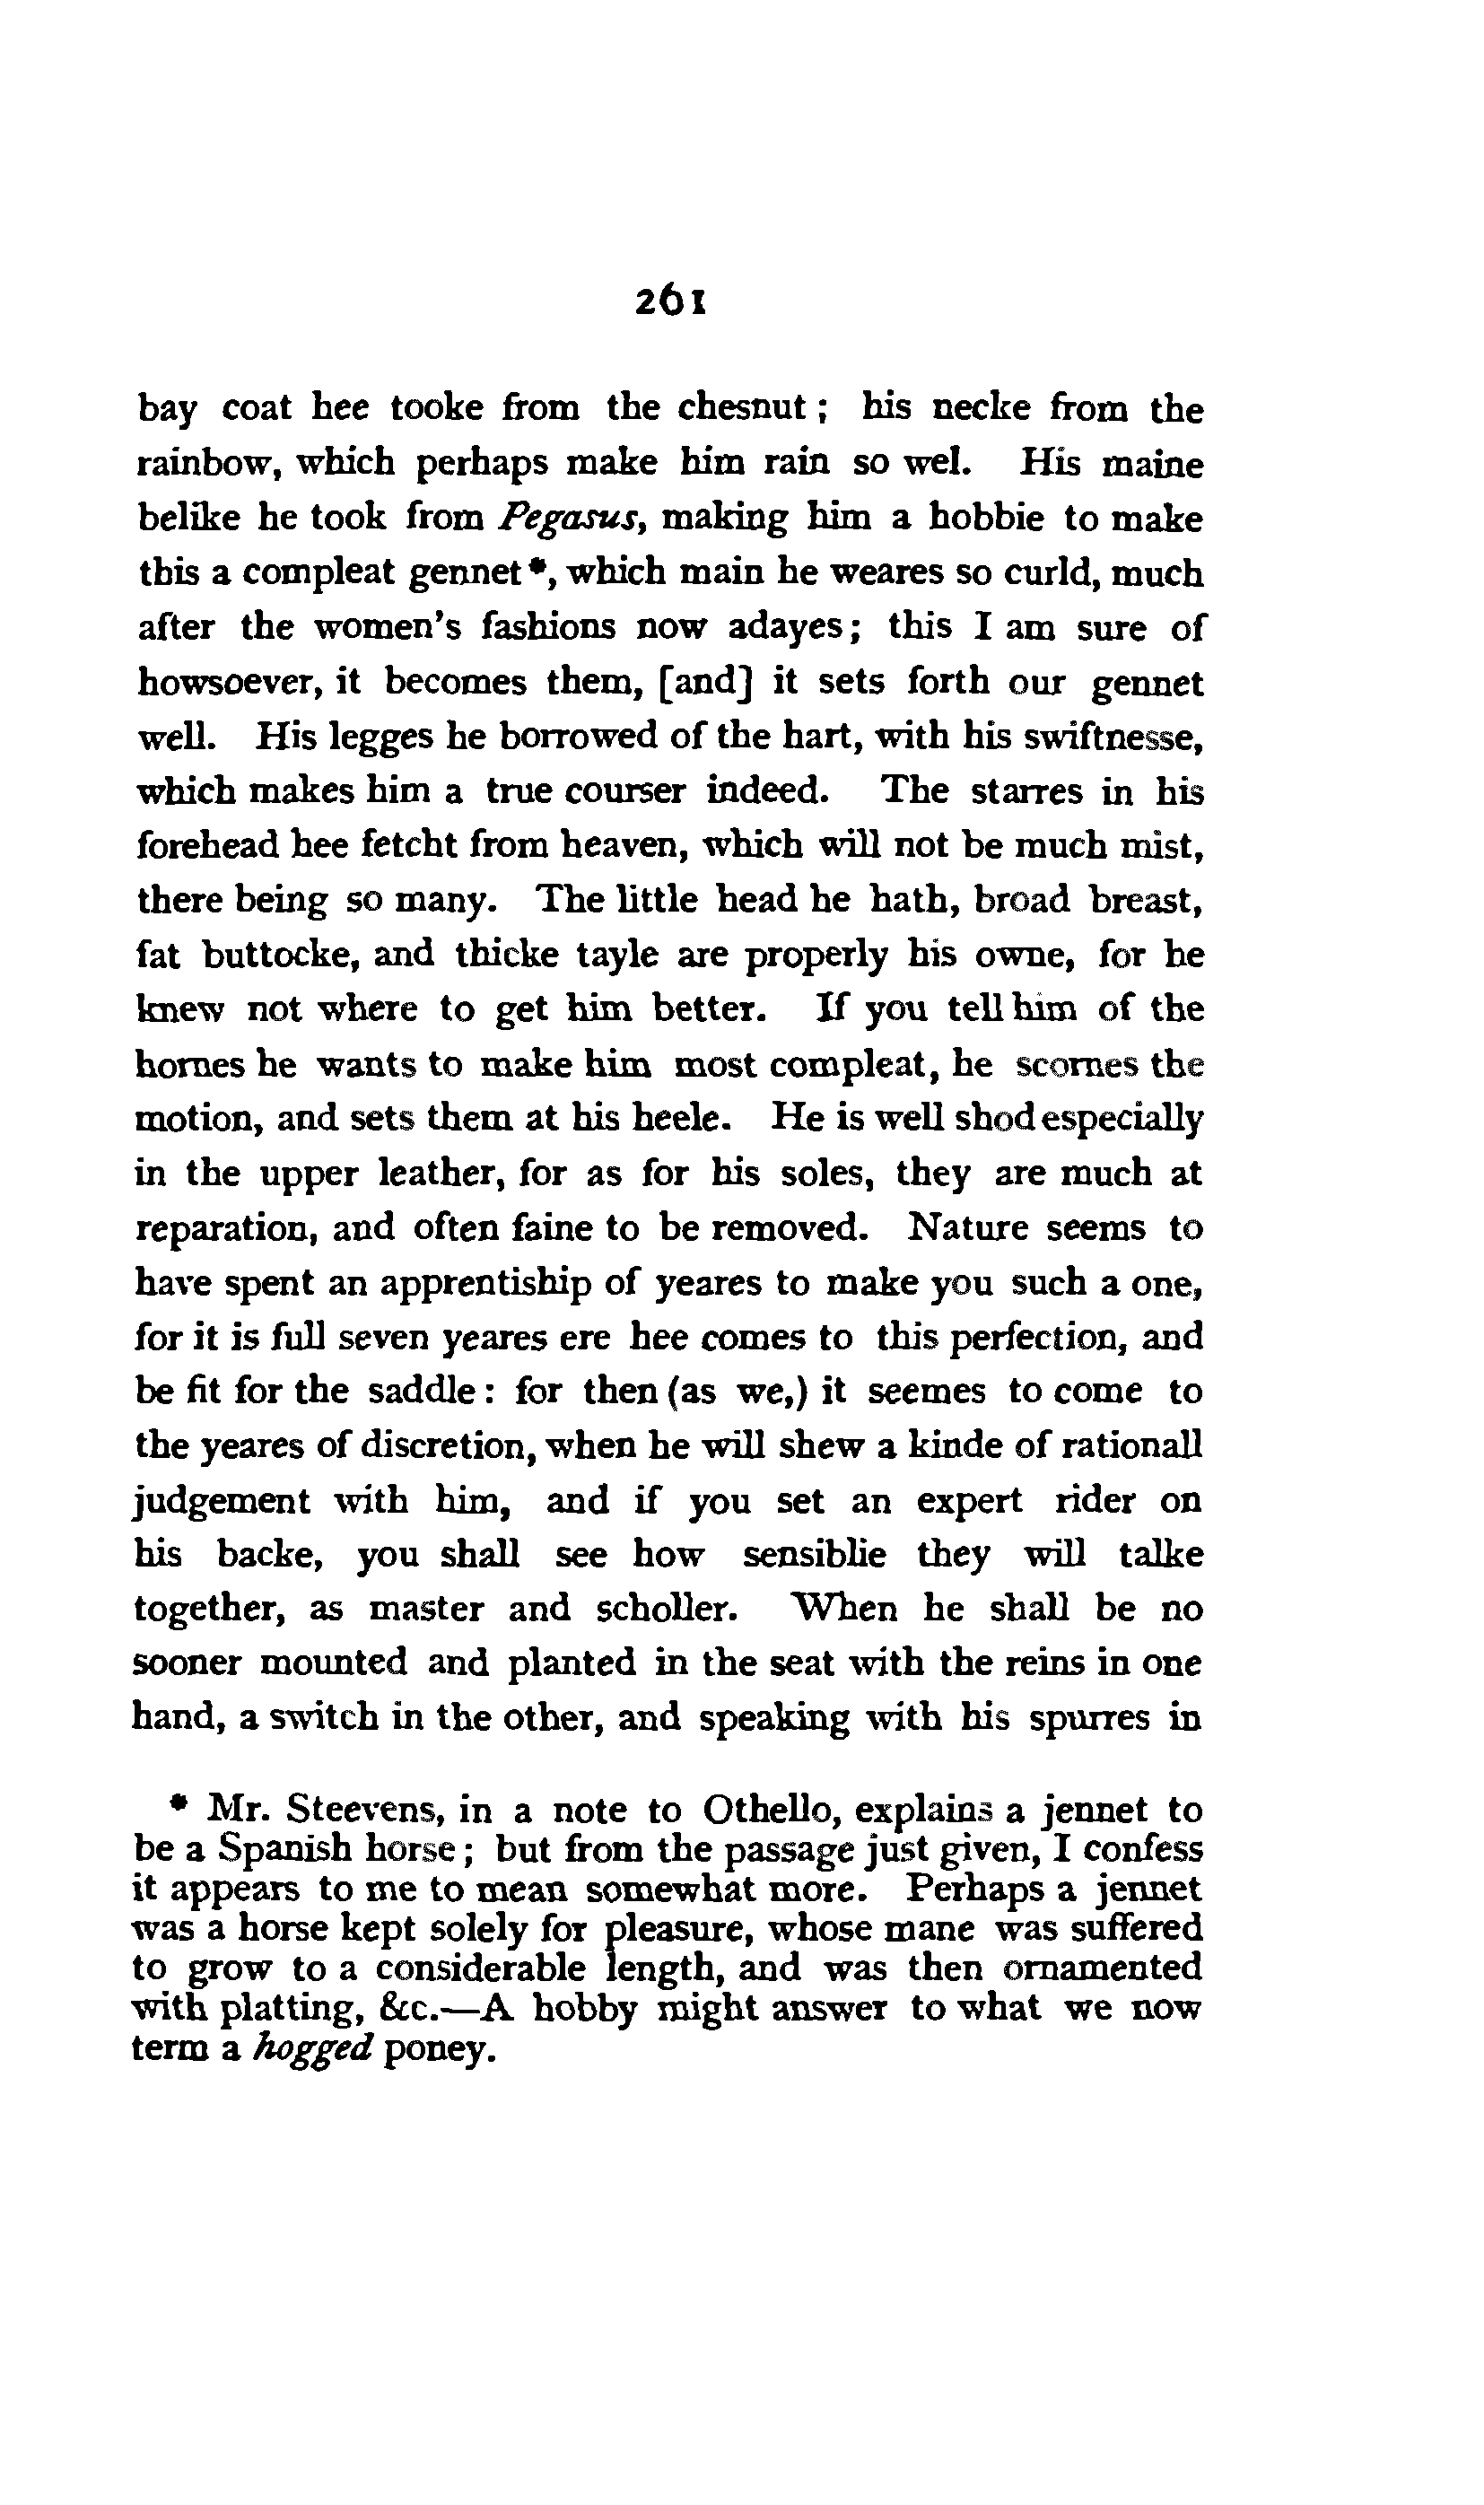 261
bay coat hee tooke from the chesnut; his necke from the
rainbow, which perhaps make him rain so wel. His maine
belike he took from Pegasus, making him a hobbie to make
this a compleat gennet*, which main he weares so curld, much
after the women's fashions now adayes; this I am sure of
howsoever, it becomes them, [and] it sets forth our gennet
well. His legges he borrowed of the hart, with his swiftnesse,
which makes him a true courser indeed. The starres in his
forehead hee fetcht from heaven, which will not be much mist,
there being so many. The little head he hath, broad breast,
fat buttocke, and thicke tayle are properly his owne, for he
knew not where to get him better. If you tell him of the
hornes he wants to make him most compleat, he scornes the
motion, and sets them at his heele. He is well shod especially
in the upper leather, for as for his soles, they are much at
reparation, and often faine to be removed. Nature seems to
have spent an apprentiship of yeares to make you such a one,
for it is full seven yeares ere hee comes to this perfection, and
be fit for the saddle: for then (as we,) it seemes to come to
the yeares of discretion, when he will shew a kinde of rationall
judgement with him, and if you set an expert rider on
his backe, you shall see how sensiblie they will talke
together, as master and scholler. When he shall be no
sooner mounted and planted in the seat with the reins in one
hand, a switch in the other, and speaking with his spurres in
* Mr. Steevens, in a note to Othello, explains a jennet to
be a Spanish horse; but from the passage just given, I confess
it appears to me to mean somewhat more. Perhaps a jennet
was a horse kept solely for pleasure, whose mane was suffered
to grow to a considerable length, and was then ornamented
with platting, &c.—A hobby might answer to what we now
term a hogged poney.